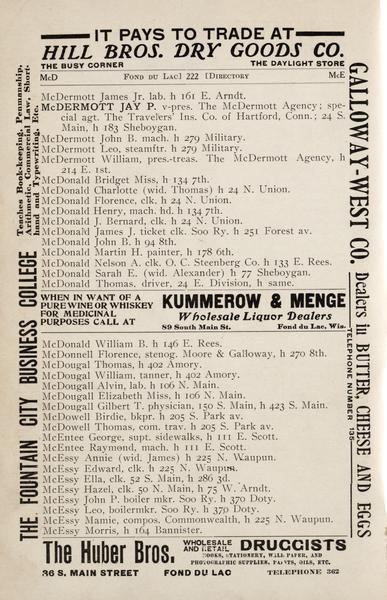 IT PAYS TO TRADE AT
HILL BROS. DRY GOODS CO.
THE BUSY CORNER THE DAYLIGHT STORE
McD FOND DU LAC] 222 [DIRECTORY McE
McDermott James Jr. lab. h 161 E. Arndt.
McDERMOTT JAY P. v-pres. The McDermott Agency; spe-
cial agt. The Travelers' Ins. Co. of Hartford, Conn.; 24 S.
Main, h 183 Sheboygan.
McDermott John B. mach. h 279 Military.
McDermott Leo, steamftr. h 279 Military.
McDermott William, pres.-treas. The McDermott Agency, h
214 E. 1st.
McDonald Bridget Miss, h 134 7th.
McDonald Charlotte (wid. Thomas) h 24 N. Union.
McDonald Florence, clk. h 24 N. Union.
McDonald Henry, mach. hd. h 134 7th.
McDonald J. Bernard, clk. h 24 N. Union.
McDonald James J. ticket clk. Soo Ry. h 251 Forest av.
McDonald John B. h 94 8th.
McDonald Martin H. painter, h 178 6th.
McDonald Nelson A. clk. O. C. Steenberg Co. h 133 E. Rees.
McDonald Sarah E. (wid. Alexander) h 77 Sheboygan.
McDonald Thomas, driver, 24 E. Division, h same.
WHEN IN WANT OF A
PURE WINE OR WHISKEY
FOR MEDICINAL
PURPOSES CALL AT
KUMMEROW & MENGE
Wholesale Liquor Dealers
89 South Main St. Fond du Lac, Wis.
McDonald William B. h 146 E. Rees.
McDonnell Florence, stenog. Moore & Galloway, h 270 8th.
McDougal Thomas, h 402 Amory.
McDougal William, tanner, h 402 Amory.
McDougall Alvin, lab. h 106 N. Main.
McDougall Elizabeth Miss, h 106 N. Main.
McDougall Gilbert T. physician, 150 S. Main, h 423 S. Main.
McDowell Birdie, bkpr. h 205 S. Park av.
McDowell Thomas, com. trav. h 205 S. Park av.
McEntee George, supt. sidewalks, h 111 E. Scott.
McEntee Raymond, mach. h 111 E. Scott.
McEssy Annie (wid. James) h 225 N. Waupun.
McEssy Edward, clk. h 225 N. Waupun.
McEssy Ella, clk. 52 S. Main, h 286 3d.
McEssy Hazel, clk. 50 N. Main, h 75 W. Arndt.
McEssy John P. boiler mkr. Soo Ry. h 370 Doty.
McEssy Leo, boilermkr. Soo Ry. h 370 Doty.
McEssy Mamie, compos. Commonwealth, h 225 N. Waupun.
McEssy Morris, h 164 Bannister.
The Huber Bros. WHOLESALE AND RETAIL DRUGGISTS
BOOKS, STATIONERY, WALL PAPER, AND
PHOTOGRAPHIC SUPPLIES, PAINTS, OILS, ETC.
36 S. MAIN STREET FOND DU LAC TELEPHONE 362
THE FOUNTAIN CITY BUSINESS COLLEGE
Teaches Book-keeping, Penmanship,
Arithmetic, Commercial Law, Short-
hand and Typewriting, Etc.
GALLOWAY-WEST CO. Dealers in BUTTER, CHEESE AND EGGS
TELEPHONE NUMBER 135